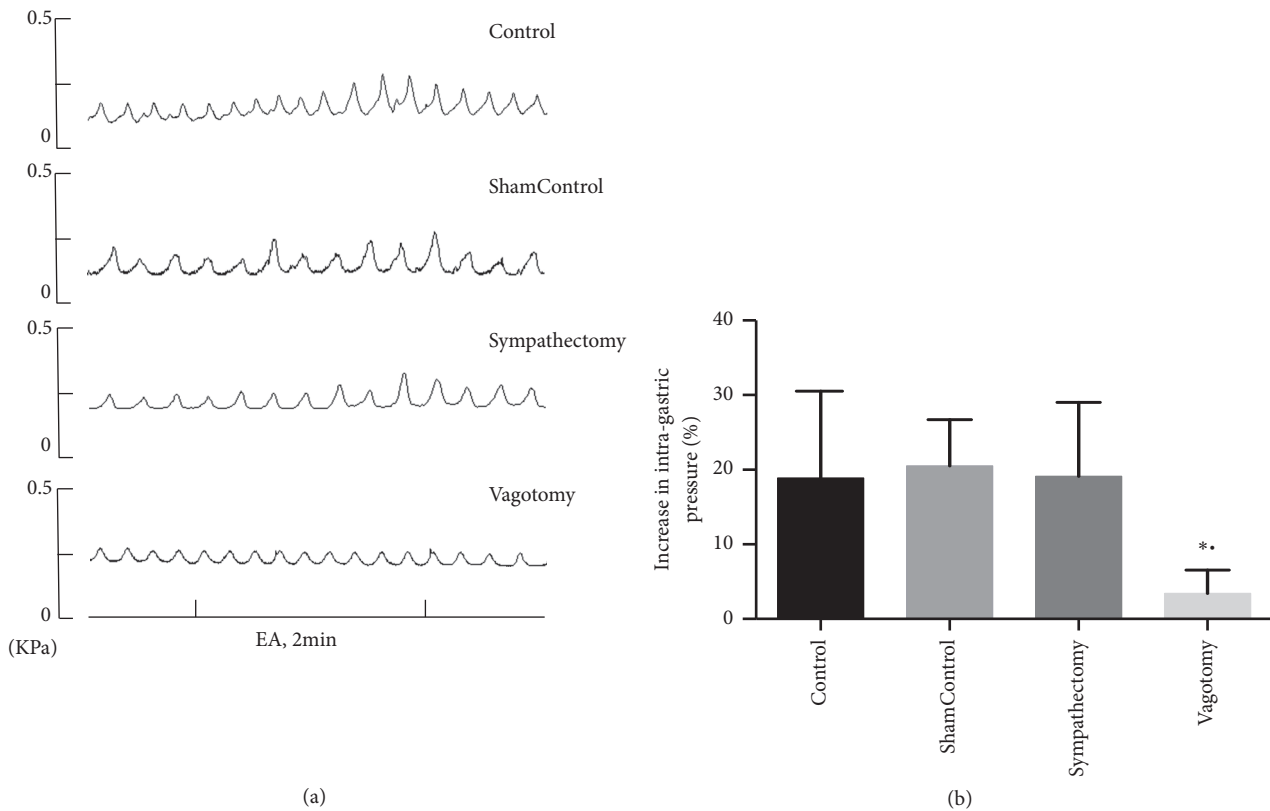 0.5
Control
0
0.5
ShamControl
0
0.5
Sympathectomy
0
0.5
Vagotomy
0
(KPa)
EA, 2min
(a)
Increase in intra-gastric
pressure (%)
40
30
20
10
0
*•
Control
ShamControl
Sympathectomy
Vagotomy
(b)